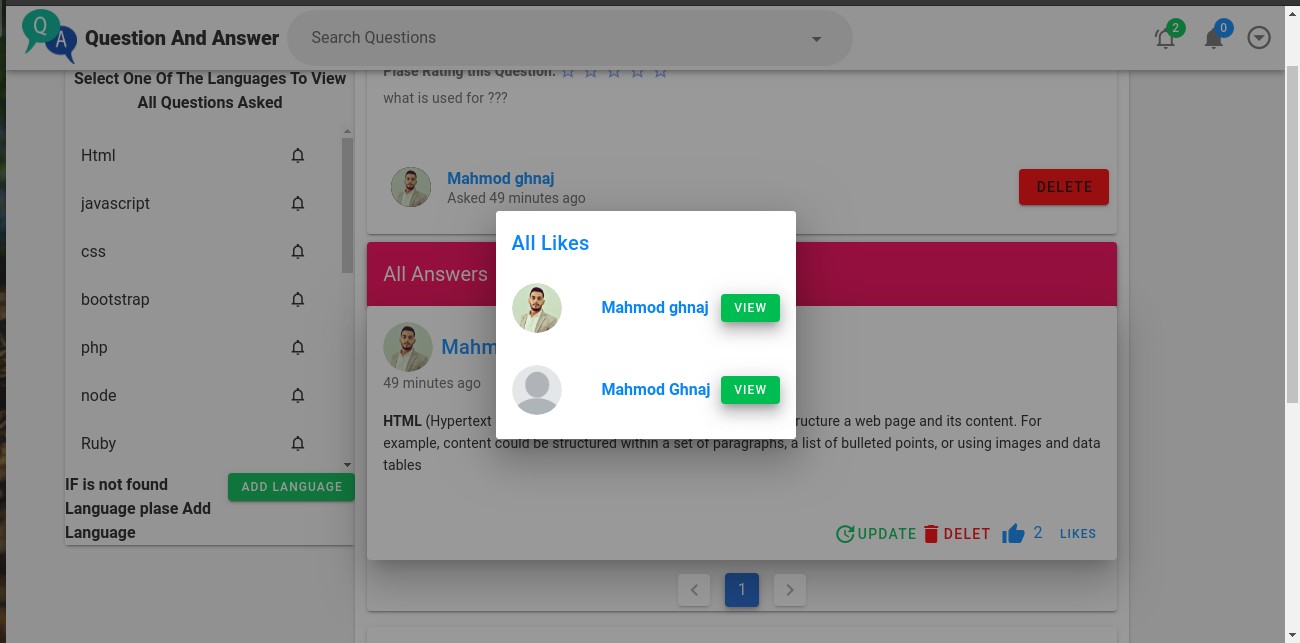 Q A Question And Answer
Search Questions
2
0
Select One Of The Languages To View
All Questions Asked
Html
javascript
css
bootstrap
php
node
Ruby
IF is not found
Language plase Add
Language
ADD LANGUAGE
Plase Rating this Question:
what is used for ???
Mahmod ghnaj
Asked 49 minutes ago
DELETE
All Answers
Mahm
49 minutes ago
HTML (Hypertext
ructure a web page and its content. For
example, content could be structured within a set of paragraphs, a list of bulleted points, or using images and data
tables
UPDATE DELET 2 LIKES
1
All Likes
Mahmod ghnaj VIEW
Mahmod Ghnaj VIEW